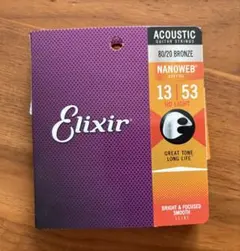 ACOUSTIC
GUITAR STRINGS
80/20 BRONZE
NANOWEB®
13 | 53
HD LIGHT
Elixir
GREAT TONE
LONG LIFE
BRIGHT & FOCUSED
SMOOTH